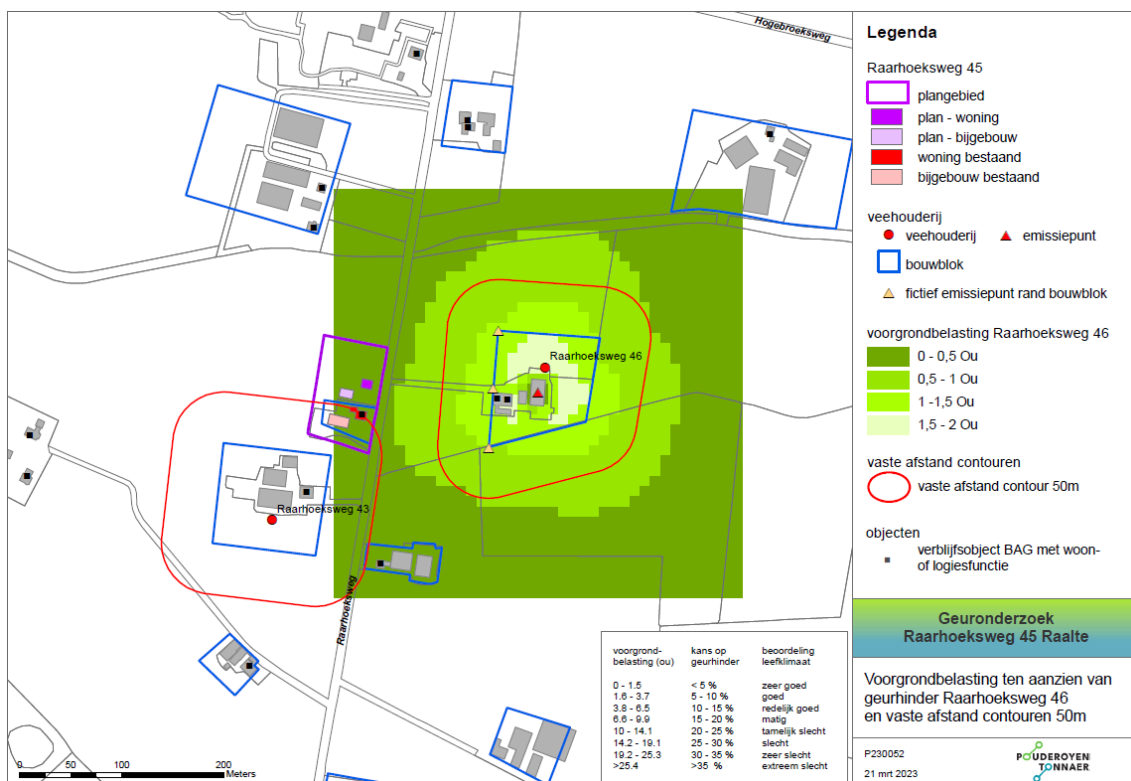 Hogebroeksweg
Raarhoeksweg 46
Raarhoeksweg 43
Raarhoeksweg
0 50 100 200
Meters
voorgrond-
belasting (ou)
kans op
geurhinder
beoordeling
leefklimaat
0 - 1.5 < 5 % zeer goed
1.6 - 3.7 5 - 10 % goed
3.8 - 6.5 10 - 15 % redelijk goed
6.6 - 9.9 15 - 20 % matig
10 - 14.1 20 - 25 % tamelijk slecht
14.2 - 19.1 25 - 30 % slecht
19.2 - 25.3 30 - 35 % zeer slecht
>25.4 >35 % extreem slecht
Legenda
Raarhoeksweg 45
plangebied
plan - woning
plan - bijgebouw
woning bestaand
bijgebouw bestaand
veehouderij
veehouderij emissiepunt
bouwblok
fictief emissiepunt rand bouwblok
voorgrondbelasting Raarhoeksweg 46
0 - 0,5 Ou
0,5 - 1 Ou
1 -1,5 Ou
1,5 - 2 Ou
vaste afstand contouren
vaste afstand contour 50m
objecten
verblijfsobject BAG met woon-
of logiesfunctie
Geuronderzoek
Raarhoeksweg 45 Raalte
Voorgrondbelasting ten aanzien van
geurhinder Raarhoeksweg 46
en vaste afstand contouren 50m
P230052
21 mrt 2023
POUDEROYEN
TONNAER